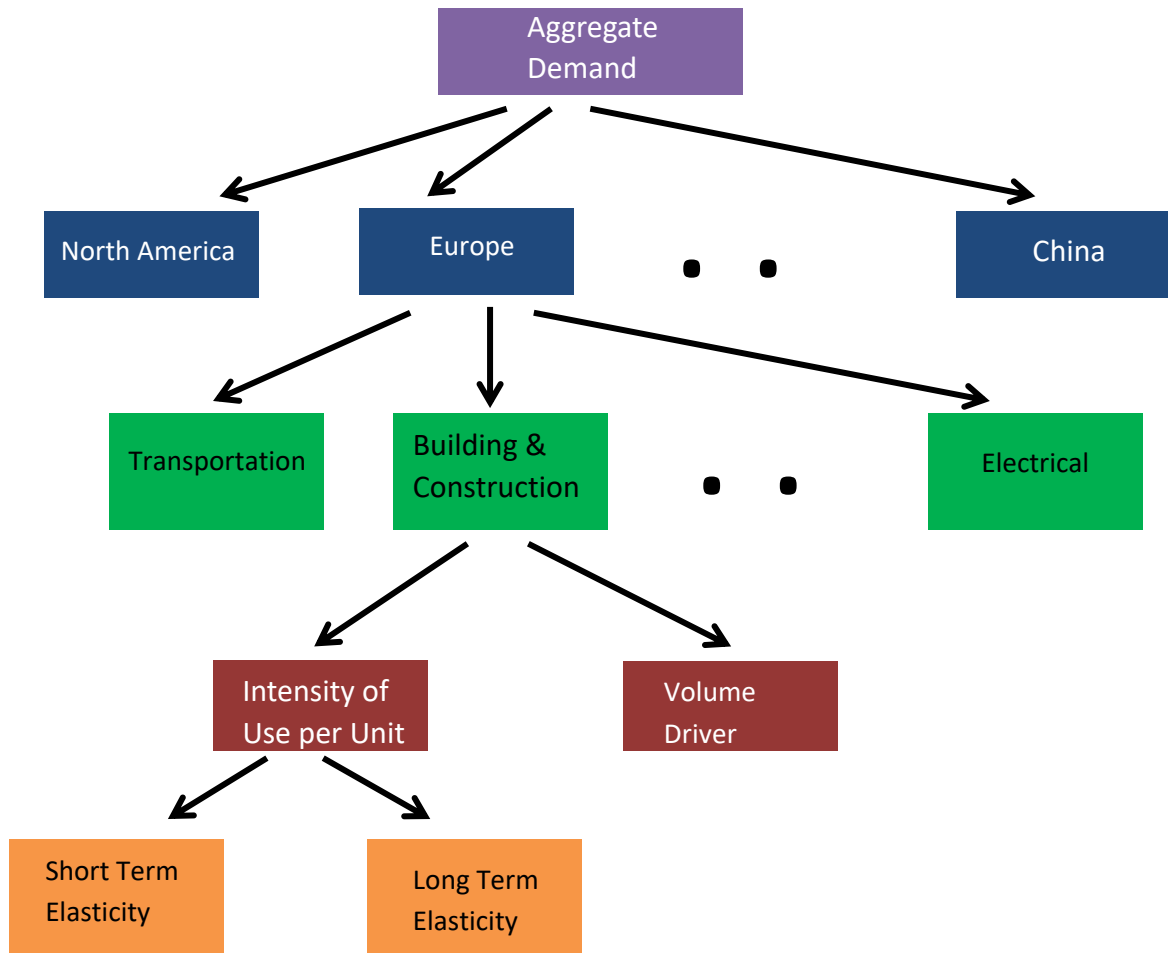 Aggregate
Demand
North America
Europe
China
Transportation
Building &
Construction
Electrical
Intensity of
Use per Unit
Volume
Driver
Short Term
Elasticity
Long Term
Elasticity